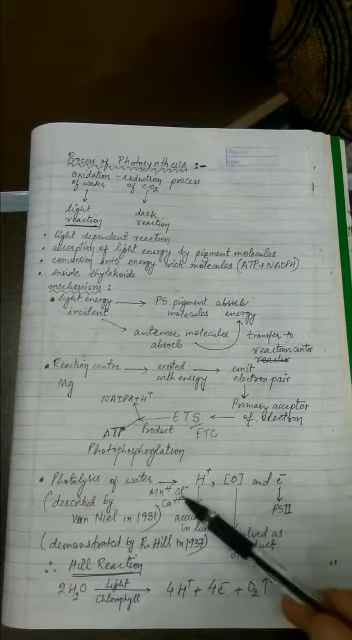 Process of Photosynthesis :-
oxidation - reduction process
of water of CO2
light dark
reaction reaction
• light dependent reaction
• absorption of light energy by pigment molecules
• conversion into energy rich molecules (ATP+NADPH)
• inside thylakoid
mechanism :
• light energy → PS pigment absorb
incident molecules energy
→ antennae molecules transfer to
absorb reaction center
• Reaction centre → excited → emit
Mg with energy electron pair
NADPH+H+ Primary acceptor
ETS ← of electron
ATP Product ETC
Photophosphorylation
• Photolysis of water → H+, [O] and e-
Mn++ Cl-
Ca++
(described by PSII
Van Niel in 1931)
(demonstrated by R. Hill in 1937)
∴ Hill Reaction
2H2O Light → 4H+ + 4e- + O2↑
Chlorophyll